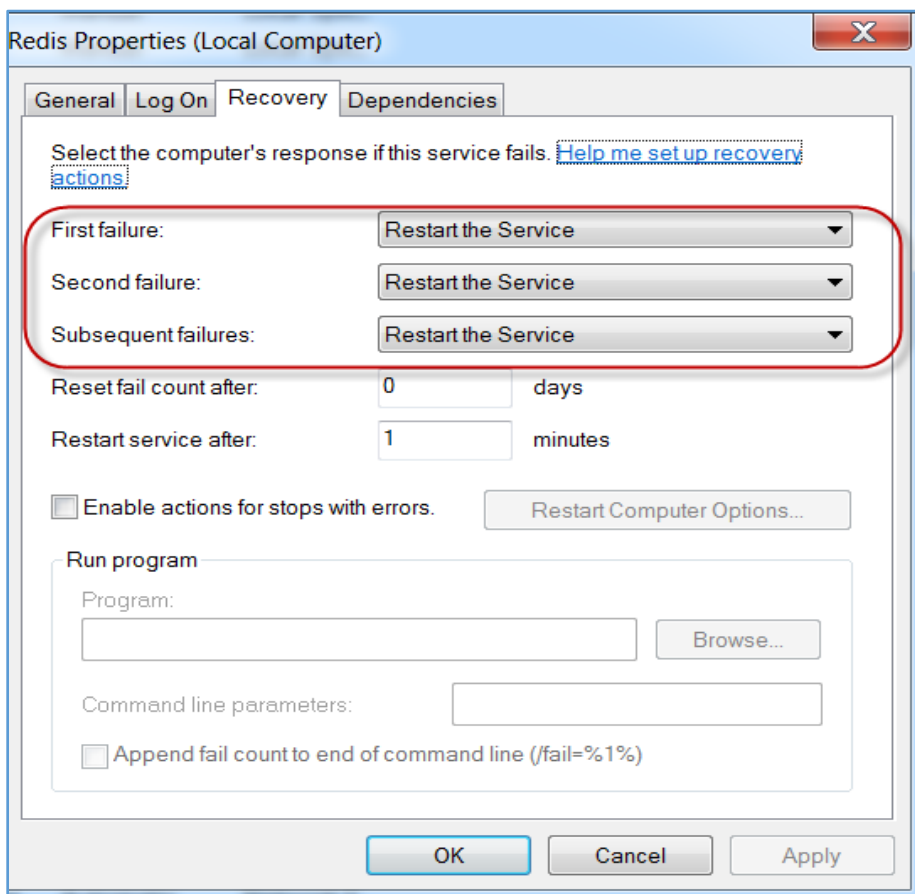 Redis Properties (Local Computer)
General Log On Recovery Dependencies
Select the computer's response if this service fails. Help me set up recovery
actions.
First failure: Restart the Service
Second failure: Restart the Service
Subsequent failures: Restart the Service
Reset fail count after: 0 days
Restart service after: 1 minutes
Enable actions for stops with errors. Restart Computer Options...
Run program
Program:
Browse...
Command line parameters:
Append fail count to end of command line (/fail=%1%)
OK Cancel Apply